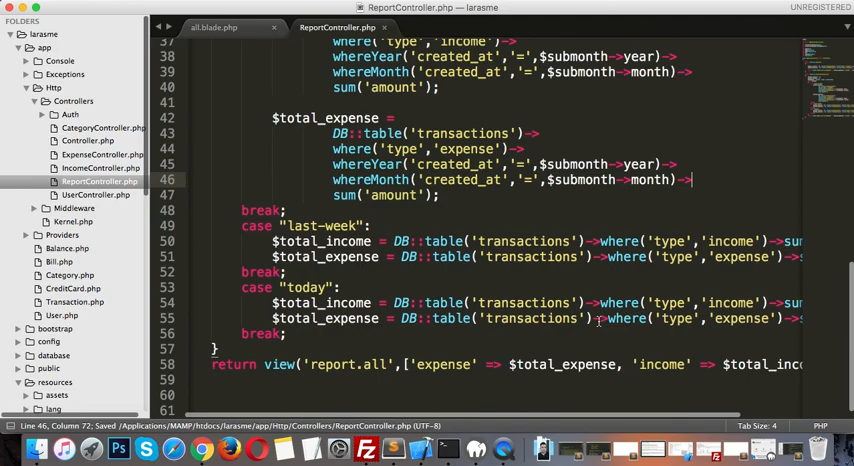 ReportController.php — larasme
UNREGISTERED
FOLDERS
larasme
app
Console
Exceptions
Http
Controllers
Auth
CategoryController.php
Controller.php
ExpenseController.php
IncomeController.php
ReportController.php
UserController.php
Middleware
Kernel.php
Providers
Balance.php
Bill.php
Category.php
CreditCard.php
Transaction.php
User.php
bootstrap
config
database
public
resources
assets
lang
all.blade.php ×
ReportController.php ×
37 where('type','income')->
38 whereYear('created_at','=',$submonth->year)->
39 whereMonth('created_at','=',$submonth->month)->
40 sum('amount');
41
42 $total_expense =
43 DB::table('transactions')->
44 where('type','expense')->
45 whereYear('created_at','=',$submonth->year)->
46 whereMonth('created_at','=',$submonth->month)->
47 sum('amount');
48 break;
49 case "last-week":
50 $total_income = DB::table('transactions')->where('type','income')->sum
51 $total_expense = DB::table('transactions')->where('type','expense')->s
52 break;
53 case "today":
54 $total_income = DB::table('transactions')->where('type','income')->sum
55 $total_expense = DB::table('transactions')->where('type','expense')->s
56 break;
57 }
58 return view('report.all',['expense' => $total_expense, 'income' => $total_inco
59
60
61
Line 46, Column 72; Saved /Applications/MAMP/htdocs/larasme/app/Http/Controllers/ReportController.php (UTF-8)
Tab Size: 4
PHP